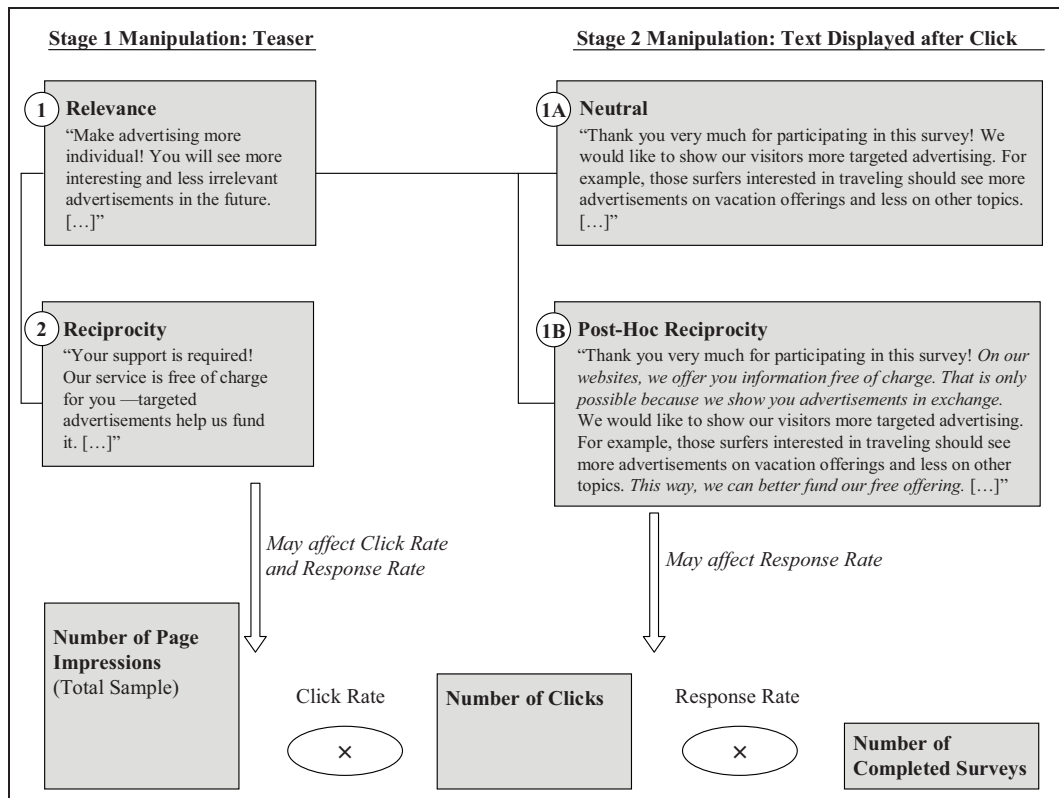 Stage 1 Manipulation: Teaser
Stage 2 Manipulation: Text Displayed after Click
1
Relevance
“Make advertising more
individual! You will see more
interesting and less irrelevant
advertisements in the future.
[…]”
1A
Neutral
“Thank you very much for participating in this survey! We
would like to show our visitors more targeted advertising. For
example, those surfers interested in traveling should see more
advertisements on vacation offerings and less on other topics.
[…]”
2
Reciprocity
“Your support is required!
Our service is free of charge
for you —targeted
advertisements help us fund
it. […]”
1B
Post-Hoc Reciprocity
“Thank you very much for participating in this survey! On our
websites, we offer you information free of charge. That is only
possible because we show you advertisements in exchange.
We would like to show our visitors more targeted advertising.
For example, those surfers interested in traveling should see
more advertisements on vacation offerings and less on other
topics. This way, we can better fund our free offering. […]”
May affect Click Rate
and Response Rate
May affect Response Rate
Number of Page
Impressions
(Total Sample)
Click Rate
×
Number of Clicks
Response Rate
×
Number of
Completed Surveys